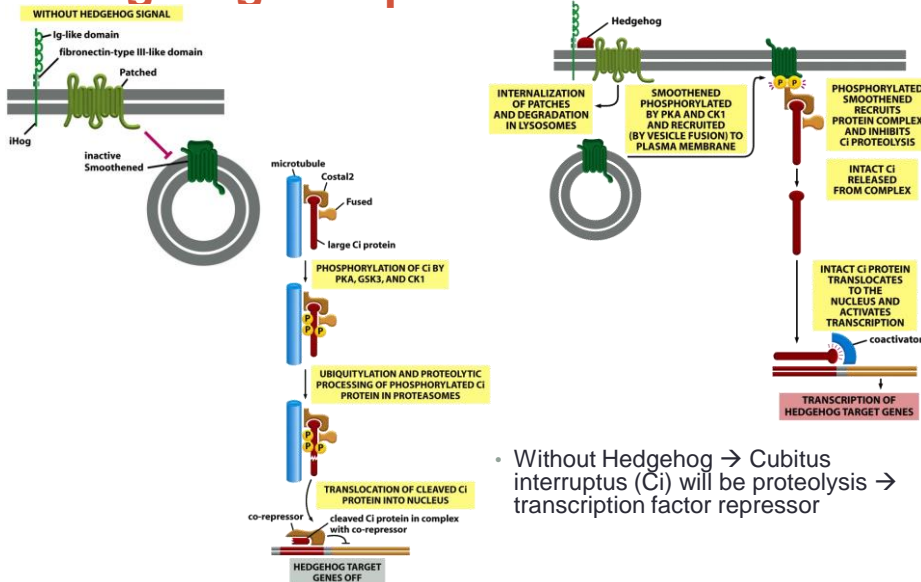 WITHOUT HEDGEHOG SIGNAL
Ig-like domain
fibronectin-type III-like domain
Patched
iHog
inactive
Smoothened
microtubule
Costal2
Fused
large Ci protein
PHOSPHORYLATION OF Ci BY
PKA, GSK3, AND CK1
P
P
P
UBIQUITYLATION AND PROTEOLYTIC
PROCESSING OF PHOSPHORYLATED Ci
PROTEIN IN PROTEASOMES
P
P
P
TRANSLOCATION OF CLEAVED Ci
PROTEIN INTO NUCLEUS
co-repressor
cleaved Ci protein in complex
with co-repressor
HEDGEHOG TARGET
GENES OFF
Hedgehog
INTERNALIZATION
OF PATCHES
AND DEGRADATION
IN LYSOSOMES
SMOOTHENED
PHOSPHORYLATED
BY PKA AND CK1
AND RECRUITED
(BY VESICLE FUSION) TO
PLASMA MEMBRANE
P P
PHOSPHORYLATED
SMOOTHENED
RECRUITS
PROTEIN COMPLEX
AND INHIBITS
Ci PROTEOLYSIS
INTACT Ci
RELEASED
FROM COMPLEX
INTACT Ci PROTEIN
TRANSLOCATES
TO THE
NUCLEUS AND
ACTIVATES
TRANSCRIPTION
coactivator
TRANSCRIPTION OF
HEDGEHOG TARGET GENES
• Without Hedgehog → Cubitus
interruptus (Ci) will be proteolysis →
transcription factor repressor